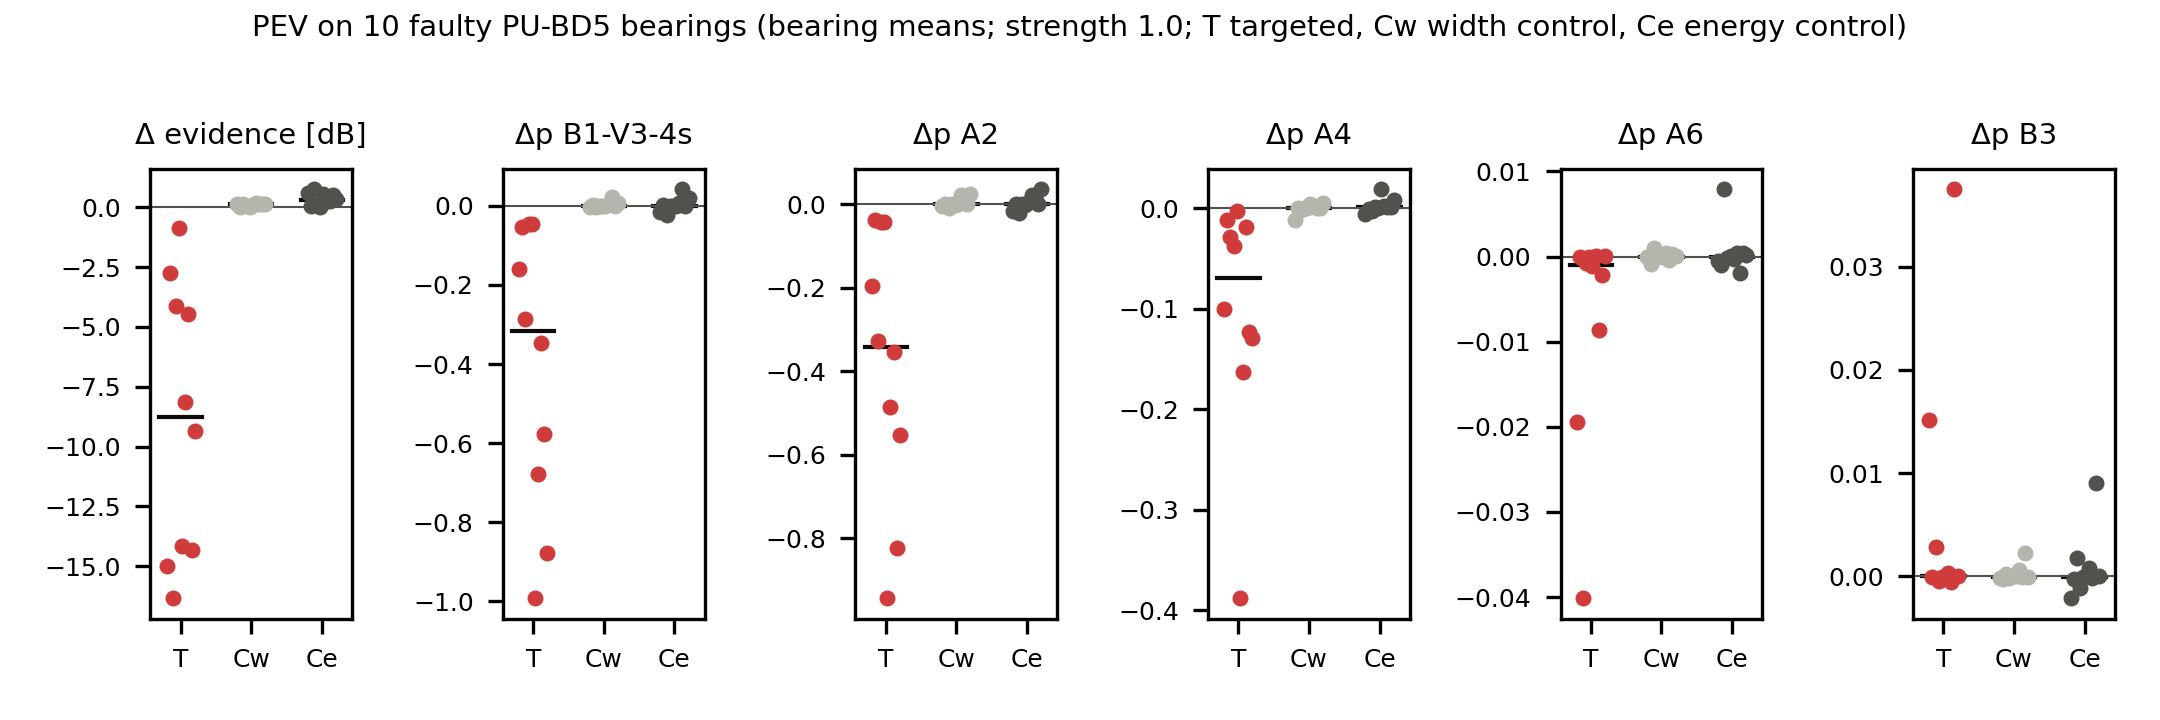 PEV on 10 faulty PU-BD5 bearings (bearing means; strength 1.0; T targeted, Cw width control, Ce energy control)
Δ evidence [dB]
0.0
−2.5
−5.0
−7.5
−10.0
−12.5
−15.0
T Cw Ce
Δp B1-V3-4s
0.0
−0.2
−0.4
−0.6
−0.8
−1.0
T Cw Ce
Δp A2
0.0
−0.2
−0.4
−0.6
−0.8
T Cw Ce
Δp A4
0.0
−0.1
−0.2
−0.3
−0.4
T Cw Ce
Δp A6
0.01
0.00
−0.01
−0.02
−0.03
−0.04
T Cw Ce
Δp B3
0.03
0.02
0.01
0.00
T Cw Ce